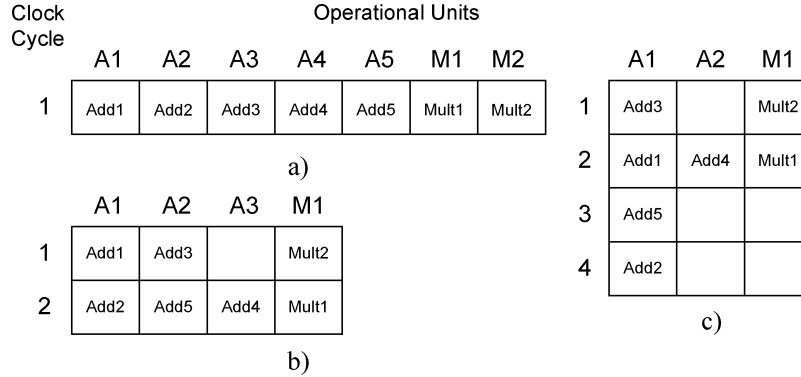 Clock
Cycle
Operational Units
A1 A2 A3 A4 A5 M1 M2
1 Add1 Add2 Add3 Add4 Add5 Mult1 Mult2
a)
A1 A2 A3 M1
1 Add1 Add3 Mult2
2 Add2 Add5 Add4 Mult1
b)
A1 A2 M1
1 Add3 Mult2
2 Add1 Add4 Mult1
3 Add5
4 Add2
c)